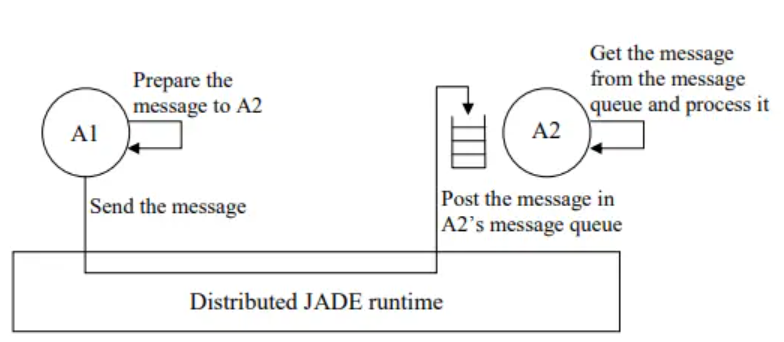 Prepare the
message to A2
A1
Send the message
Get the message
from the message
queue and process it
A2
Post the message in
A2’s message queue
Distributed JADE runtime